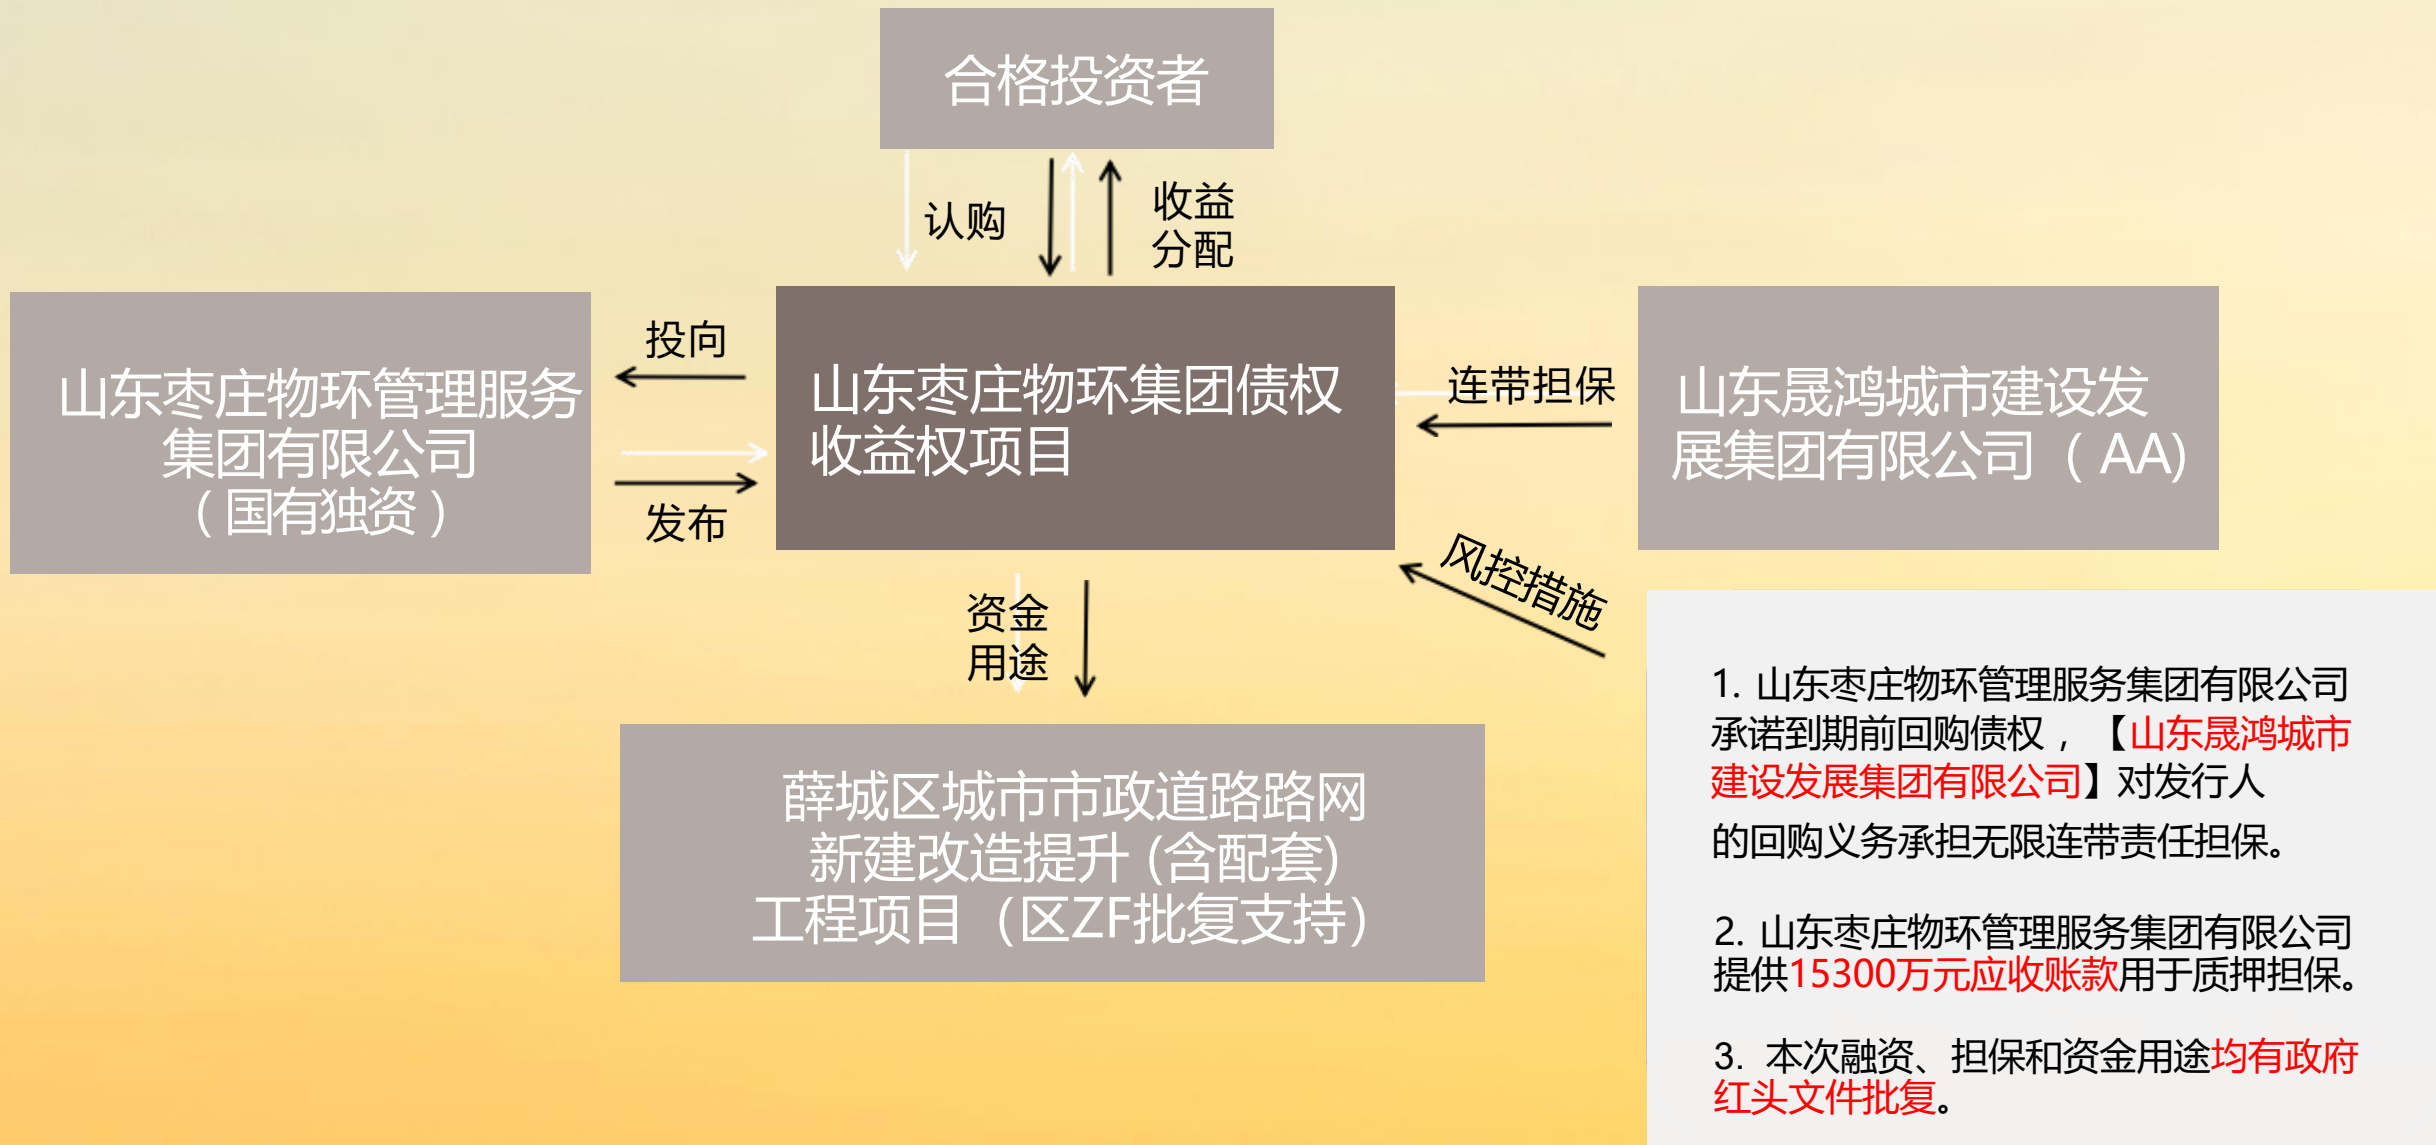 合格投资者
认购
收益
分配
山东枣庄物环管理服务
集团有限公司
（国有独资）
投向
发布
山东枣庄物环集团债权
收益权项目
连带担保
山东晟鸿城市建设发
展集团有限公司（AA)
风控措施
资金
用途
薛城区城市市政道路路网
新建改造提升(含配套)
工程项目（区ZF批复支持）
1. 山东枣庄物环管理服务集团有限公司
承诺到期前回购债权，【山东晟鸿城市
建设发展集团有限公司】对发行人
的回购义务承担无限连带责任担保。
2. 山东枣庄物环管理服务集团有限公司
提供15300万元应收账款用于质押担保。
3. 本次融资、担保和资金用途均有政府
红头文件批复。